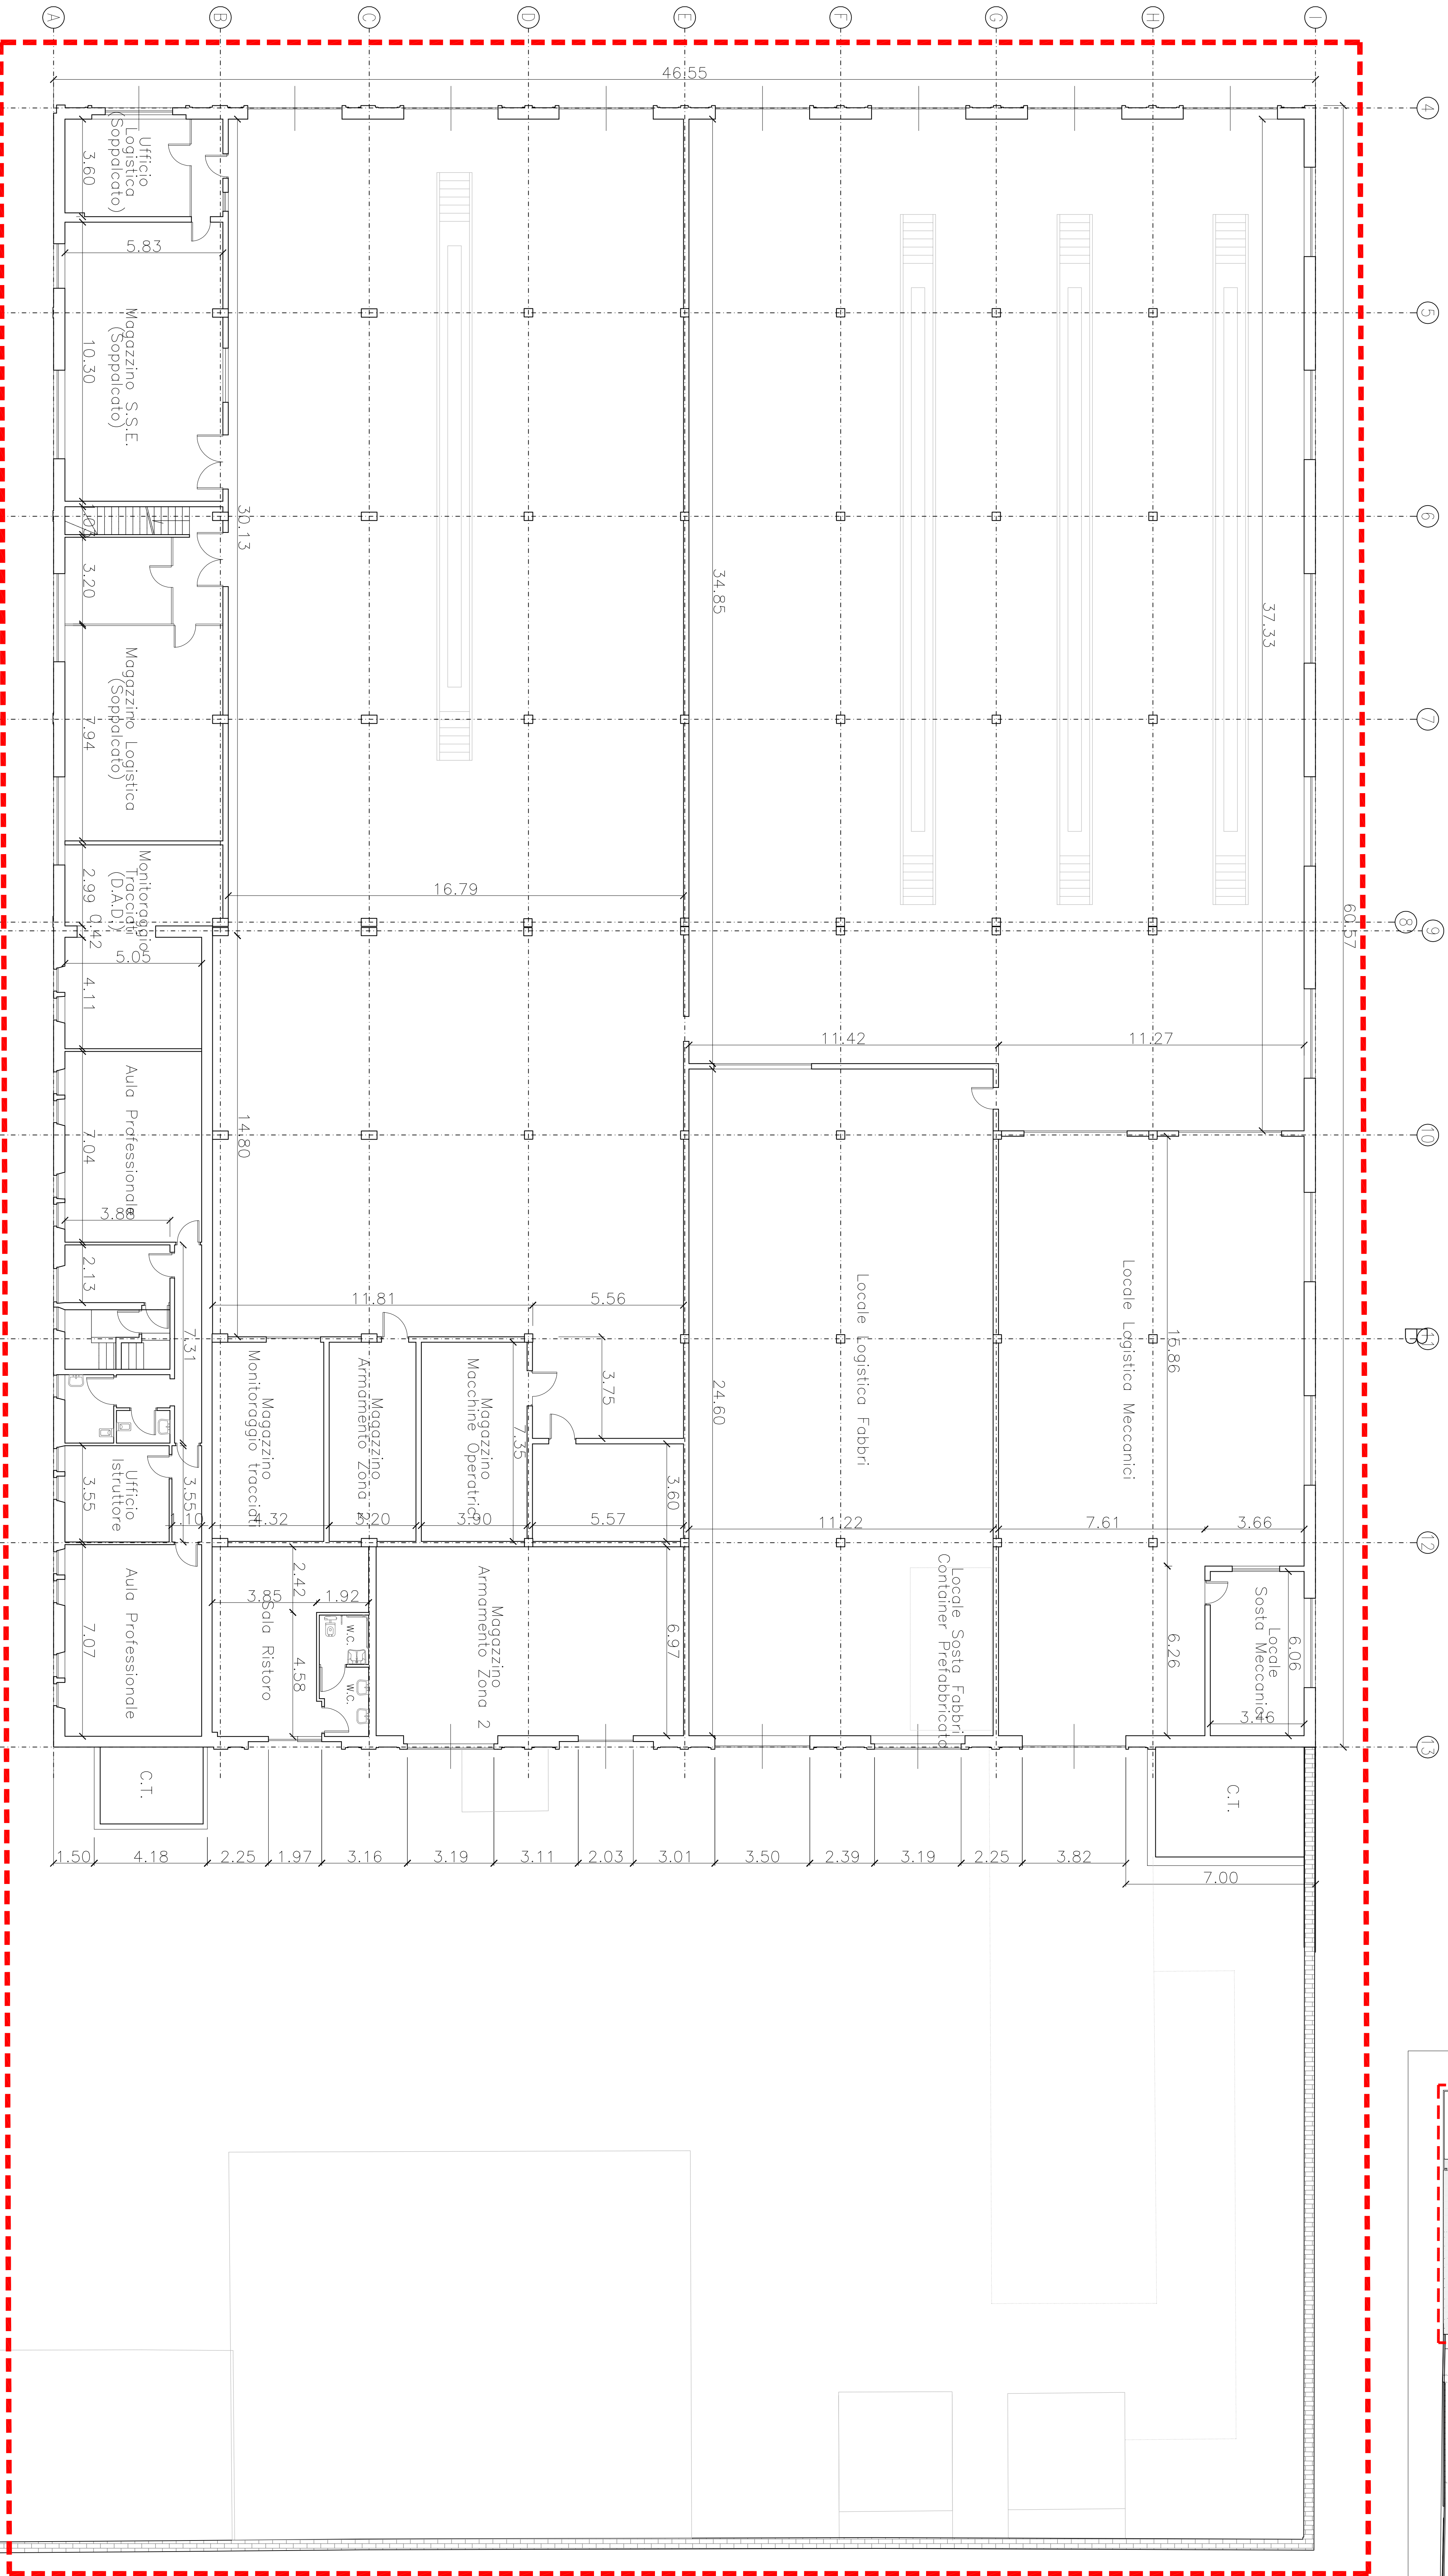 A
B
C
D
E
F
G
H
I
46.55
4
5
6
7
8
9
10
11
12
13
B
60.57
37.33
34.85
30.13
16.79
Ufficio
Logistica
(Soppalcato)
3.60
5.83
Magazzino S.S.E.
(Soppalcato)
10.30
3.20
Magazzino Logistica
(Soppalcato)
7.94
Monitoraggio
Tracciati
(D.A.D.)
2.99
0.42
5.05
4.11
Aula Professionale
7.04
3.88
2.13
7.31
14.80
11.42
11.27
11.81
5.56
3.75
7.35
Magazzino
Monitoraggio tracciati
Magazzino
Armamento Zona 2
Magazzino
Macchine Operatrici
3.60
24.60
Locale Logistica Fabbri
Locale Logistica Meccanici
15.86
Ufficio
Istruttore
3.55
3.55
1.10
4.32
3.20
3.90
5.57
11.22
7.61
3.66
Aula Professionale
7.07
2.42
3.85
1.92
Sala Ristoro
4.58
W.C.
W.C.
Magazzino
Armamento Zona 2
6.97
Locale Sosta Fabbri
Container Prefabbricato
6.26
Locale
Sosta Meccanici
6.06
3.46
C.T.
C.T.
1.50
4.18
2.25
1.97
3.16
3.19
3.11
2.03
3.01
3.50
2.39
3.19
2.25
3.82
7.00